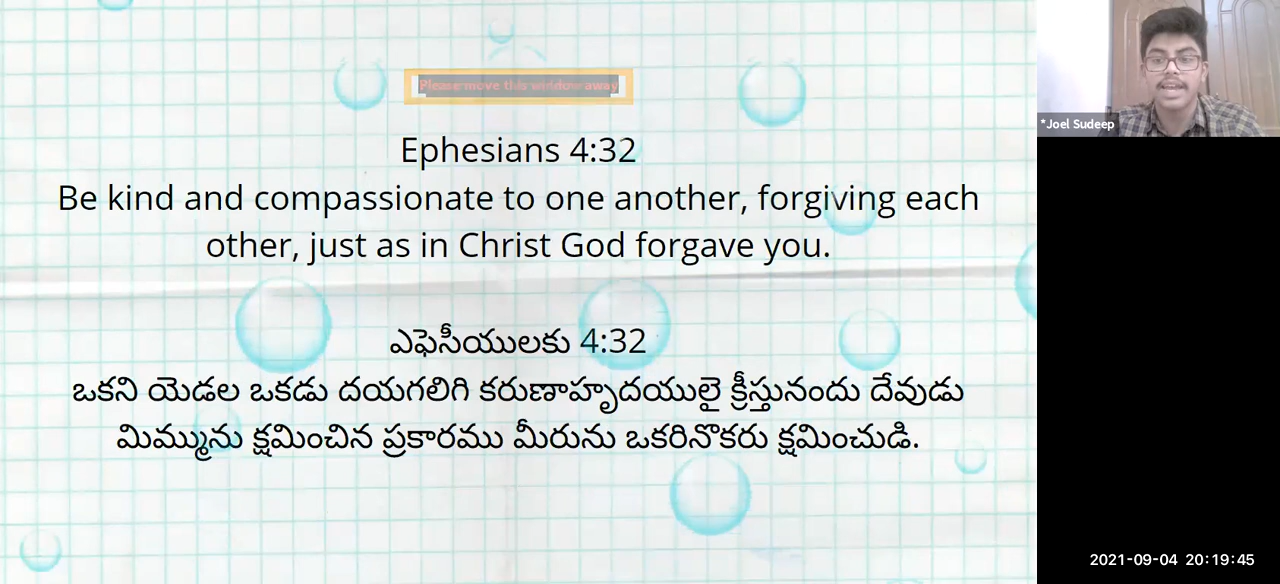 Please move this window away
Ephesians 4:32
Be kind and compassionate to one another, forgiving each
other, just as in Christ God forgave you.
ఎఫెసీయులకు 4:32
ఒకని యెడల ఒకడు దయగలిగి కరుణాహృదయులై క్రీస్తునందు దేవుడు
మిమ్మును క్షమించిన ప్రకారము మీరును ఒకరినొకరు క్షమించుడి.
*Joel Sudeep
2021-09-04 20:19:45